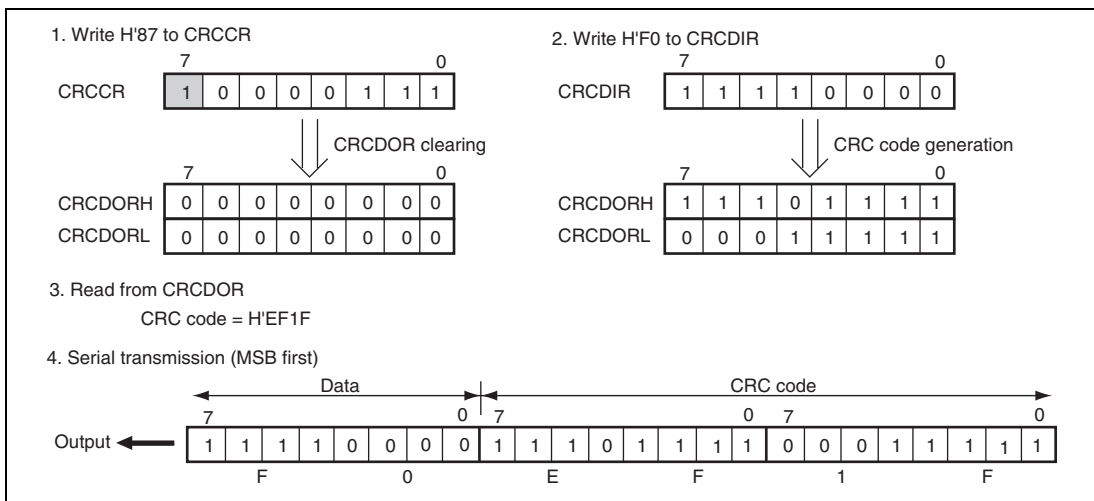 1. Write H'87 to CRCCR
7 0
CRCCR 1 0 0 0 0 1 1 1
CRCDOR clearing
7 0
CRCDORH 0 0 0 0 0 0 0 0
CRCDORL 0 0 0 0 0 0 0 0
2. Write H'F0 to CRCDIR
7 0
CRCDIR 1 1 1 1 0 0 0 0
CRC code generation
7 0
CRCDORH 1 1 1 0 1 1 1 1
CRCDORL 0 0 0 1 1 1 1 1
3. Read from CRCDOR
CRC code = H'EF1F
4. Serial transmission (MSB first)
Data CRC code
7 0 7 0 7 0
Output 1 1 1 1 0 0 0 0 1 1 1 0 1 1 1 1 0 0 0 1 1 1 1 1
F 0 E F 1 F